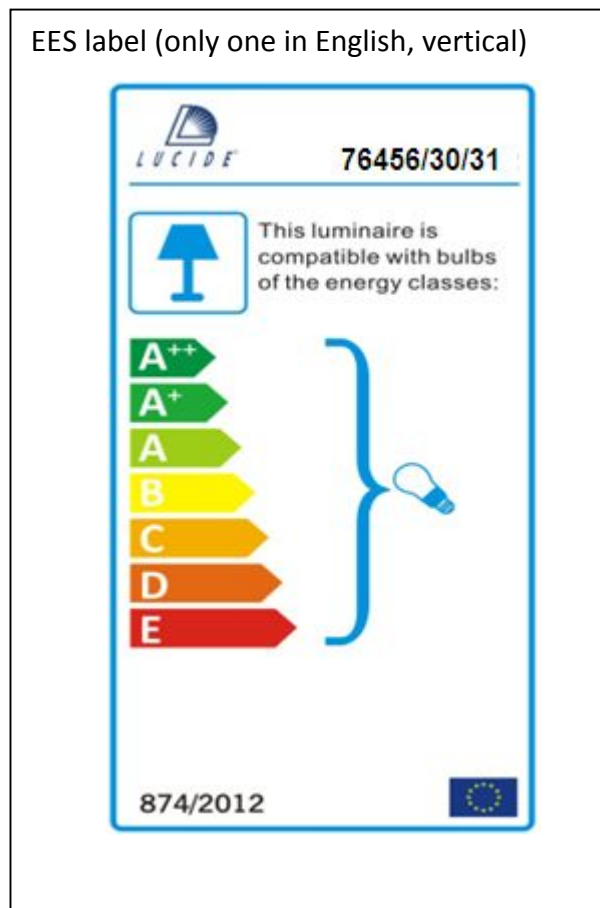 EES label (only one in English, vertical)
LUCIDE
76456/30/31
This luminaire is
compatible with bulbs
of the energy classes:
A++
A+
A
B
C
D
E
874/2012